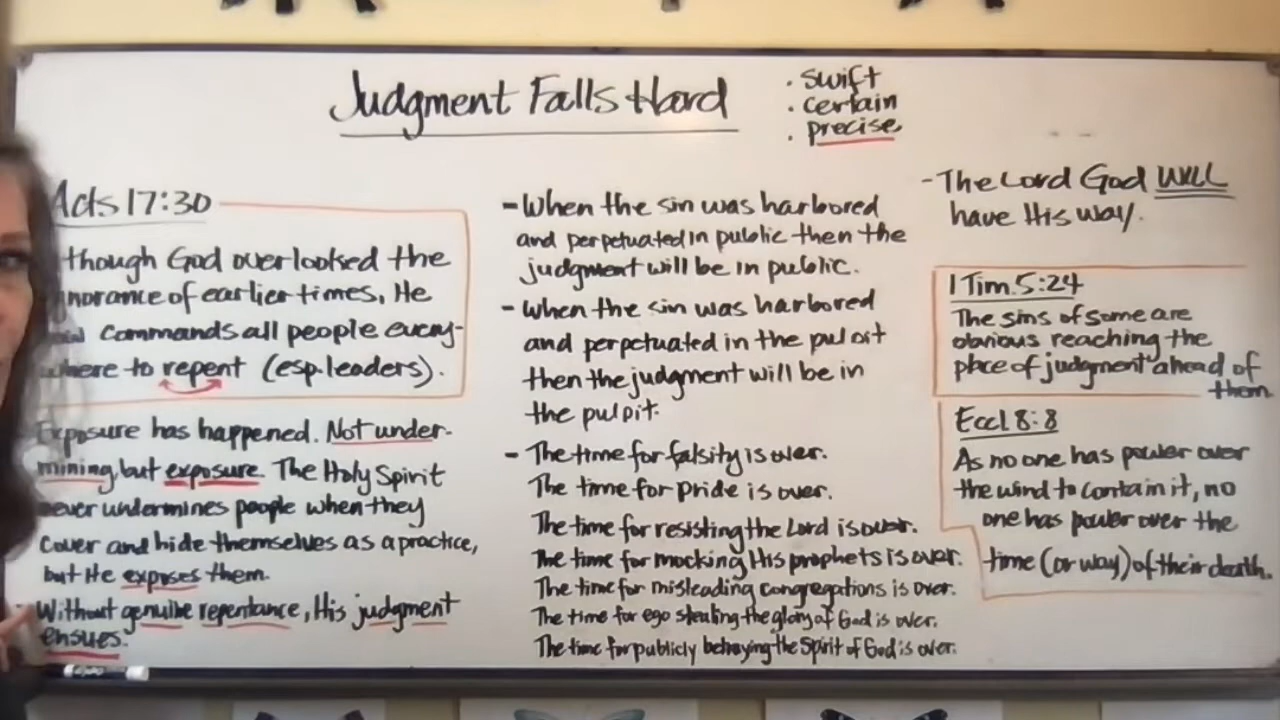 Judgment Falls Hard
· swift
· certain
· precise
Acts 17:30
though God overlooked the
norance of earlier times, He
commands all people every-
where to repent (esp. leaders).
Exposure has happened. Not under-
mining, but exposure. The Holy Spirit
never undermines people when they
cover and hide themselves as a practice,
but He exposes them.
Without genuine repentance, His judgment
ensues.
- When the sin was harbored
and perpetuated in public then the
judgment will be in public.
- When the sin was harbored
and perpetuated in the pulpit
then the judgment will be in
the pulpit.
- The time for falsity is over.
The time for pride is over.
The time for resisting the Lord is over.
The time for mocking His prophets is over.
The time for misleading congregations is over.
The time for ego stealing the glory of God is over.
The time for publicly betraying the Spirit of God is over.
- The Lord God WILL
have His way.
1 Tim. 5:24
The sins of some are
obvious reaching the
place of judgment ahead of
them
Eccl 8:8
As no one has power over
the wind to contain it, no
one has power over the
time (or way) of their death.